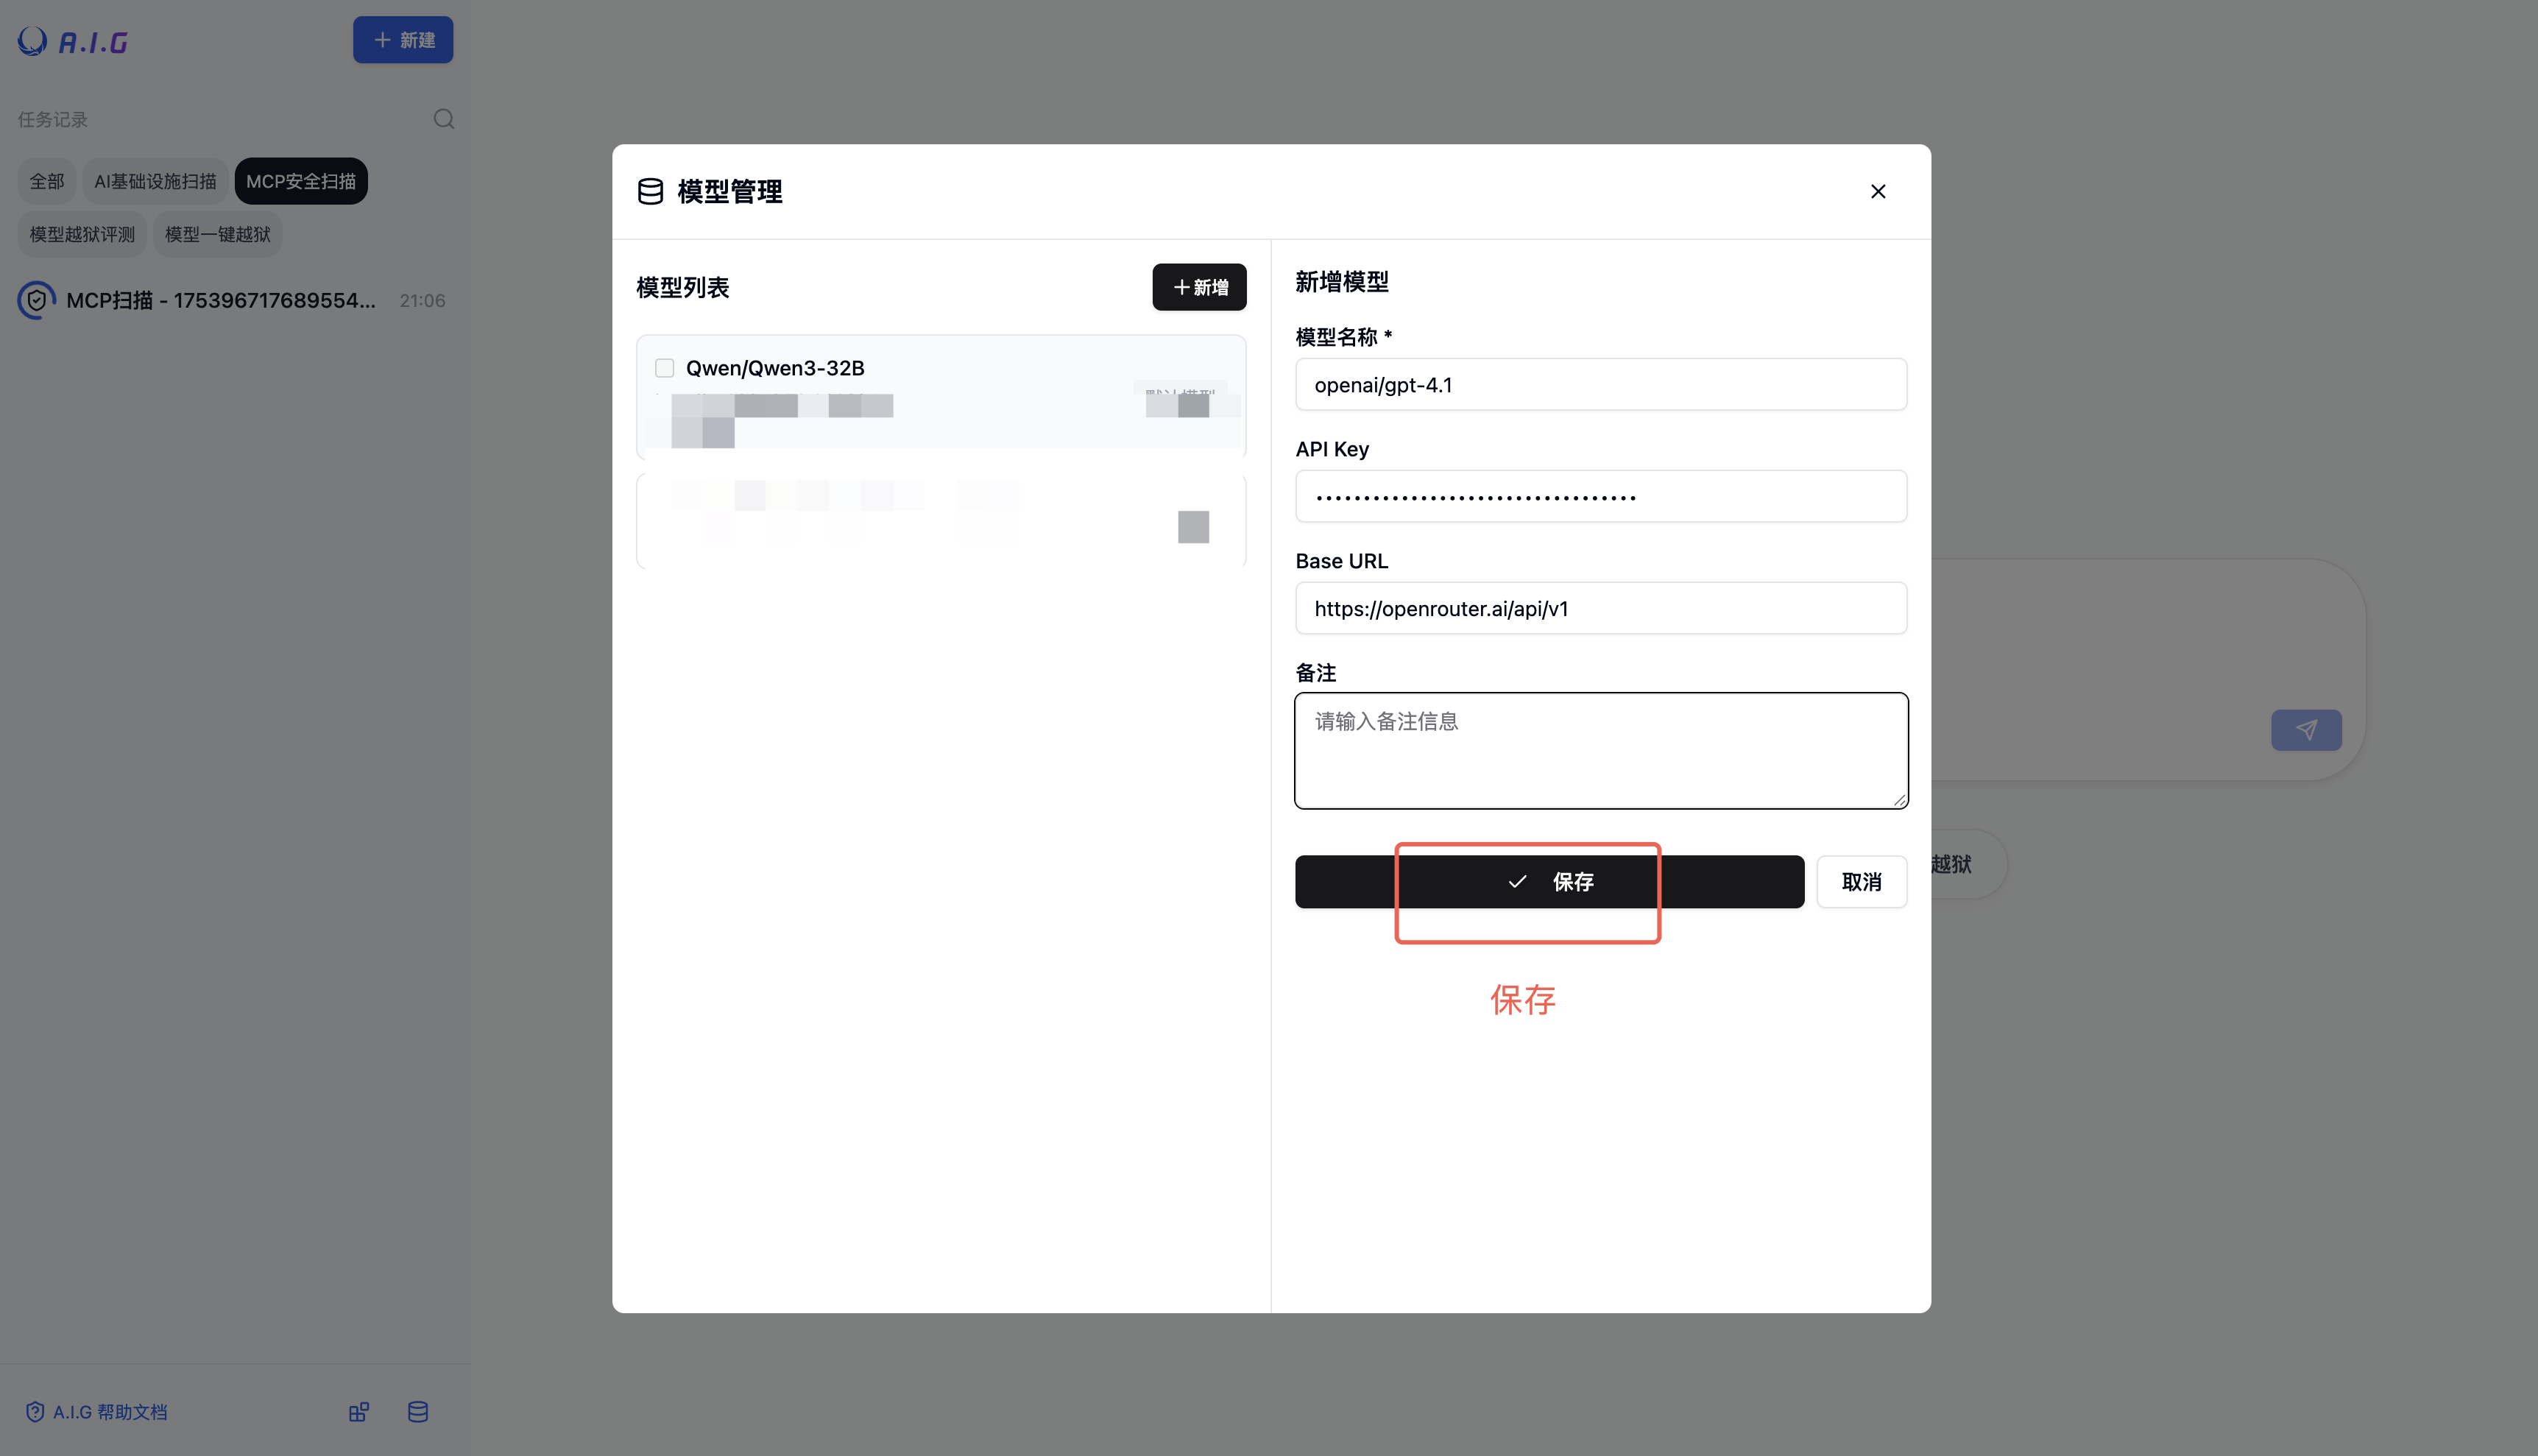 A.I.G
新建
任务记录
全部
AI基础设施扫描
MCP安全扫描
模型越狱评测
模型一键越狱
MCP扫描 - 175396717689554...
21:06
A.I.G 帮助文档
模型管理
模型列表
新增
Qwen/Qwen3-32B
新增模型
模型名称 *
openai/gpt-4.1
API Key
Base URL
https://openrouter.ai/api/v1
备注
请输入备注信息
保存
取消
保存
越狱